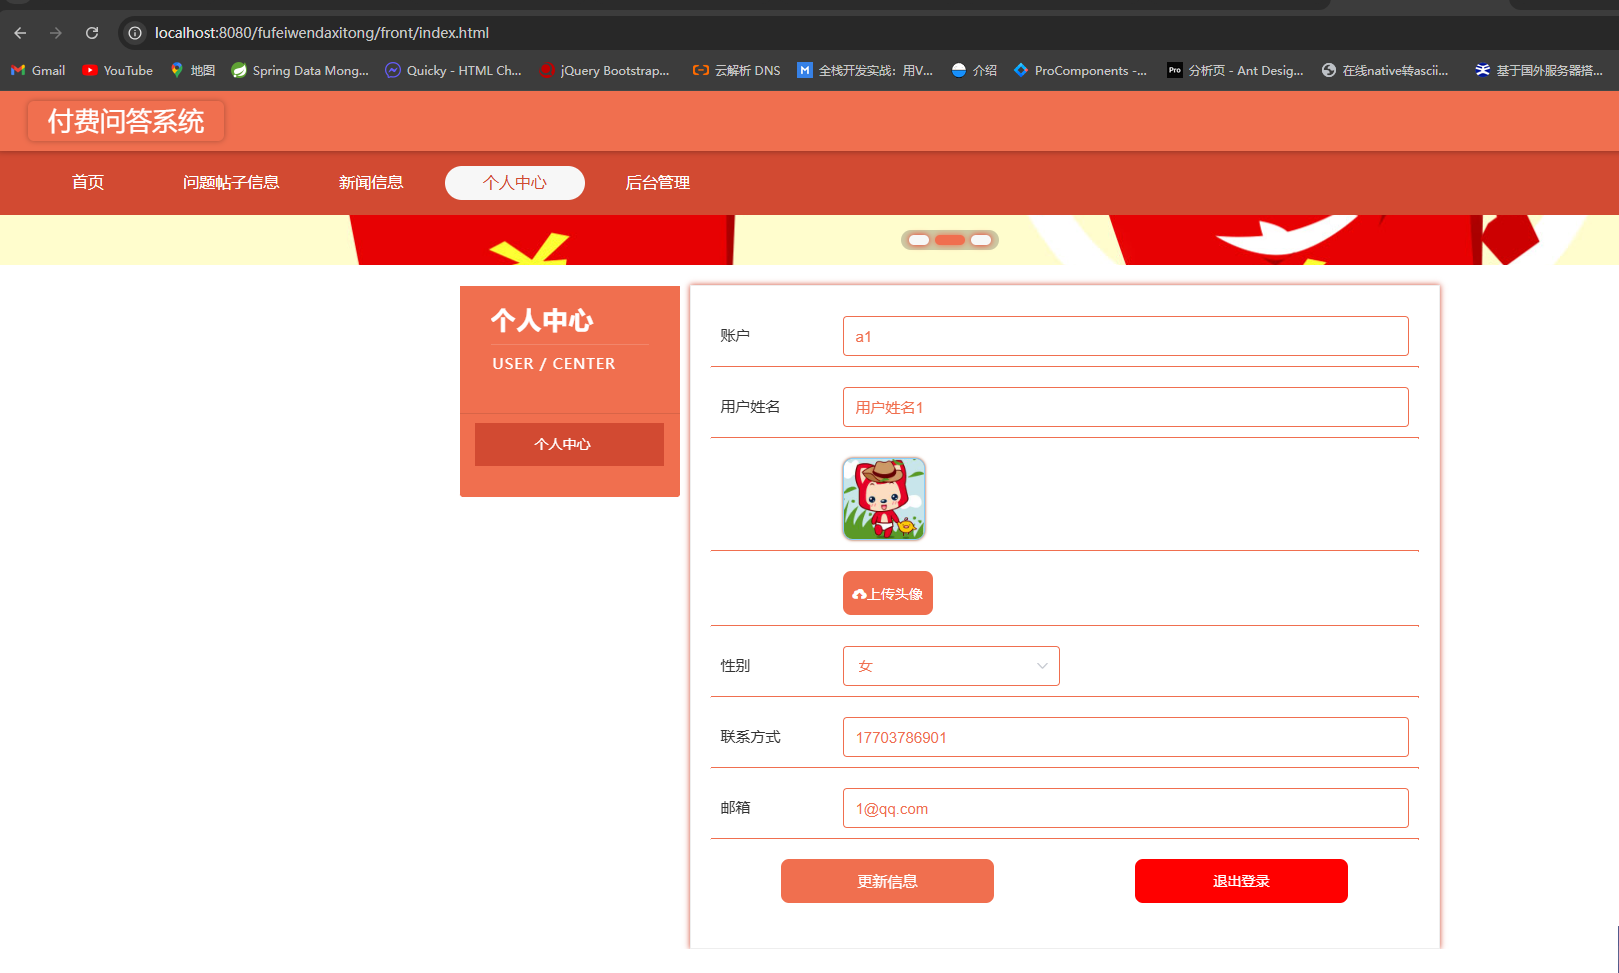 localhost:8080/fufeiwendaxitong/front/index.html
Gmail YouTube 地图 Spring Data Mong... Quicky - HTML Ch... jQuery Bootstrap... 云解析 DNS M 全栈开发实战：用V... 介绍 ProComponents -... Pro 分析页 - Ant Desig... 在线native转ascii... 基于国外服务器搭...
付费问答系统
首页 问题帖子信息 新闻信息 个人中心 后台管理
个人中心
USER / CENTER
个人中心
账户 a1
用户姓名 用户姓名1
上传头像
性别 女
联系方式 17703786901
邮箱 1@qq.com
更新信息 退出登录